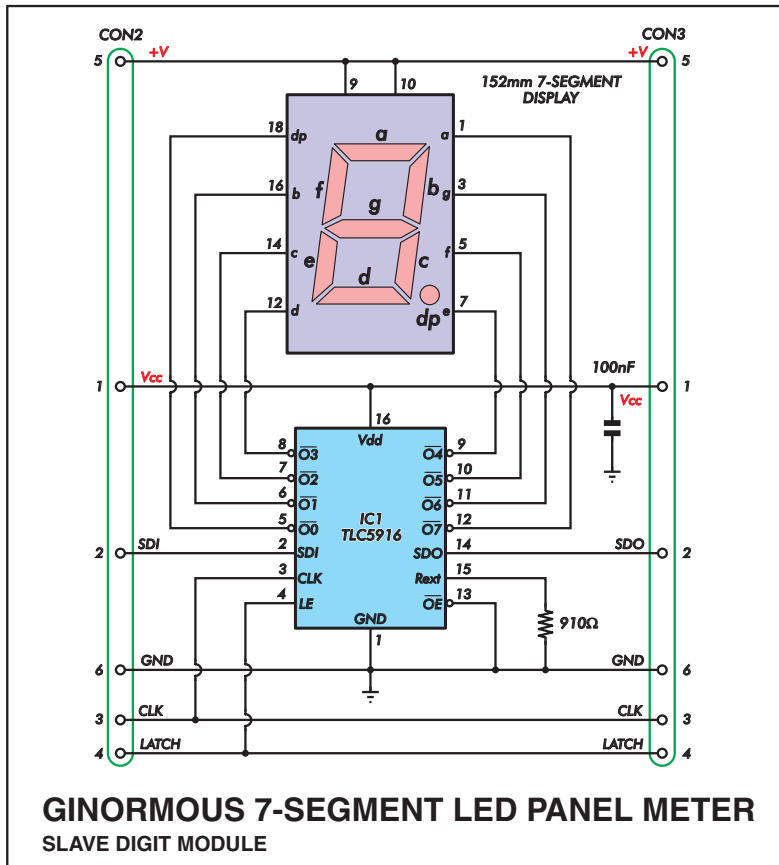 CON2 CON3
5 +V +V 5
9 10
152mm 7-SEGMENT
DISPLAY
18 dp a a 1
16 b f b g 3
g
14 c e c f 5
d
12 d dp e 7
100nF
1 Vcc Vcc 1
16
Vdd
8 O3 O4 9
7 O2 O5 10
6 O1 O6 11
5 O0 O7 12
IC1
TLC5916
2 SDI 2 SDI SDO 14 SDO 2
3 CLK Rext 15
4 LE OE 13
GND
910Ω
1
6 GND GND 6
3 CLK CLK 3
4 LATCH LATCH 4
GINORMOUS 7-SEGMENT LED PANEL METER
SLAVE DIGIT MODULE